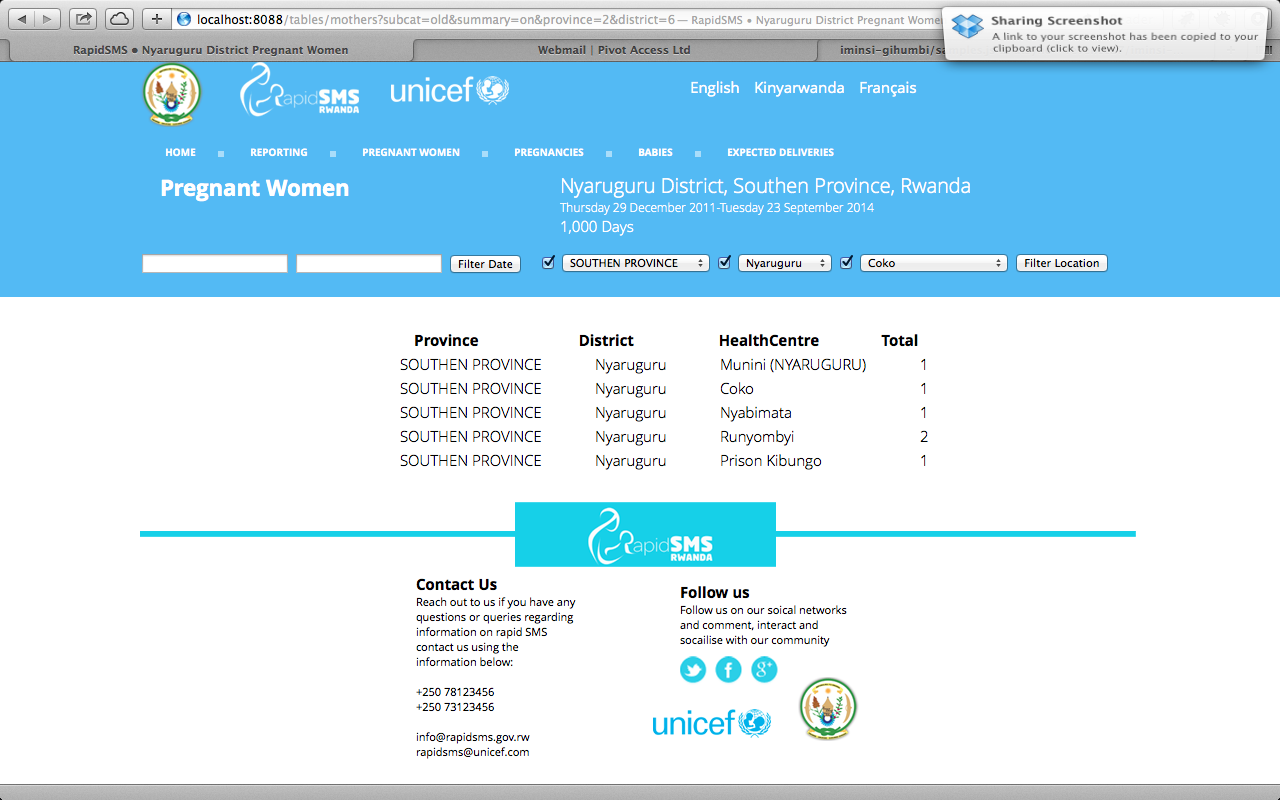 localhost:8088/tables/mothers?subcat=old&summary=on&province=2&district=6 — RapidSMS • Nyaruguru District Pregnant Wome
Sharing Screenshot
A link to your screenshot has been copied to your
clipboard (click to view).
RapidSMS • Nyaruguru District Pregnant Women
Webmail | Pivot Access Ltd
iminsi-gihumbi/sa
RapidSMS
RWANDA
unicef
English Kinyarwanda Français
HOME REPORTING PREGNANT WOMEN PREGNANCIES BABIES EXPECTED DELIVERIES
Pregnant Women
Nyaruguru District, Southen Province, Rwanda
Thursday 29 December 2011-Tuesday 23 September 2014
1,000 Days
Filter Date SOUTHEN PROVINCE Nyaruguru Coko Filter Location
Province District HealthCentre Total
SOUTHEN PROVINCE Nyaruguru Munini (NYARUGURU) 1
SOUTHEN PROVINCE Nyaruguru Coko 1
SOUTHEN PROVINCE Nyaruguru Nyabimata 1
SOUTHEN PROVINCE Nyaruguru Runyombyi 2
SOUTHEN PROVINCE Nyaruguru Prison Kibungo 1
RapidSMS
RWANDA
Contact Us
Reach out to us if you have any
questions or queries regarding
information on rapid SMS
contact us using the
information below:
+250 78123456
+250 73123456
info@rapidsms.gov.rw
rapidsms@unicef.com
Follow us
Follow us on our soical networks
and comment, interact and
socailise with our community
unicef